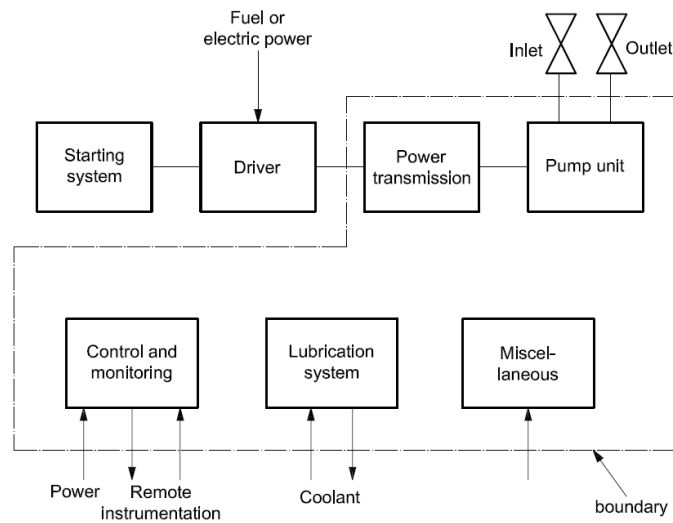 Fuel or
electric power
Inlet
Outlet
Starting
system
Driver
Power
transmission
Pump unit
Control and
monitoring
Lubrication
system
Miscel-
laneous
Power
Remote
instrumentation
Coolant
boundary